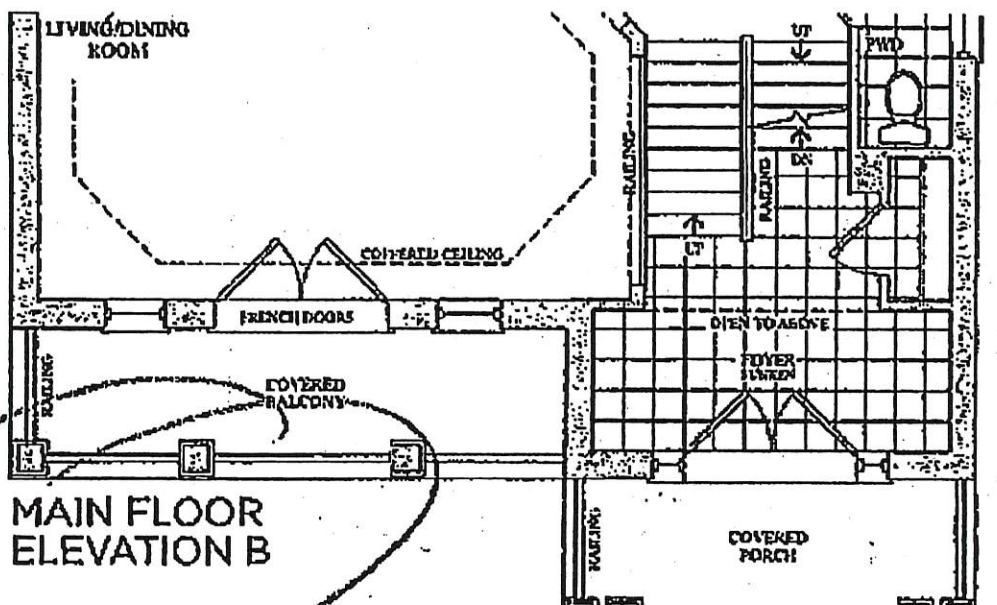 LIVING/DINING
ROOM
UP
PWD
RAILING
RAILING
DN
UP
COFFERED CEILING
FRENCH DOORS
OPEN TO ABOVE
FOYER
SUNKEN
RAILING
COVERED
BALCONY
MAIN FLOOR
ELEVATION B
RAILING
COVERED
PORCH